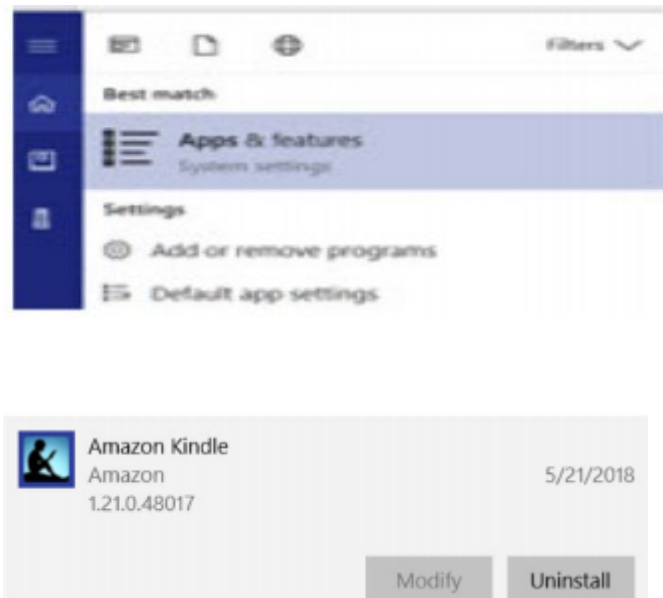 Filters
Best match
Apps & features
System settings
Settings
Add or remove programs
Default app settings
Amazon Kindle
Amazon 5/21/2018
1.21.0.48017
Modify Uninstall